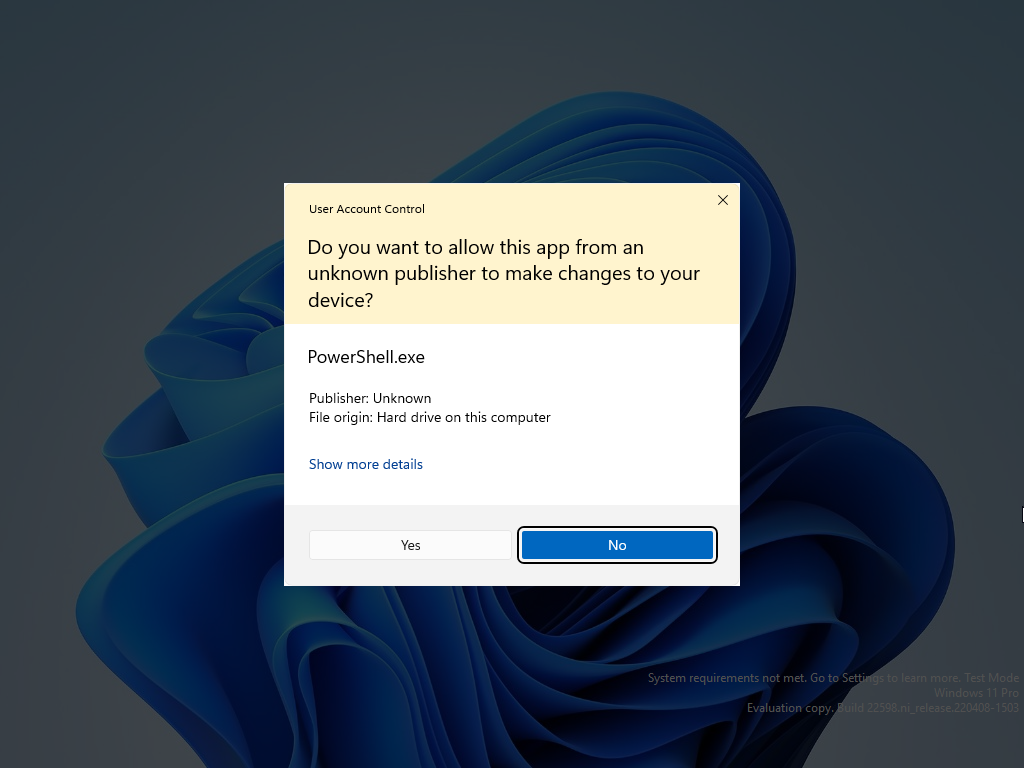 User Account Control
Do you want to allow this app from an
unknown publisher to make changes to your
device?
PowerShell.exe
Publisher: Unknown
File origin: Hard drive on this computer
Show more details
Yes
No
System requirements not met. Go to Settings to learn more. Test Mode
Windows 11 Pro
Evaluation copy. Build 22598.ni_release.220408-1503